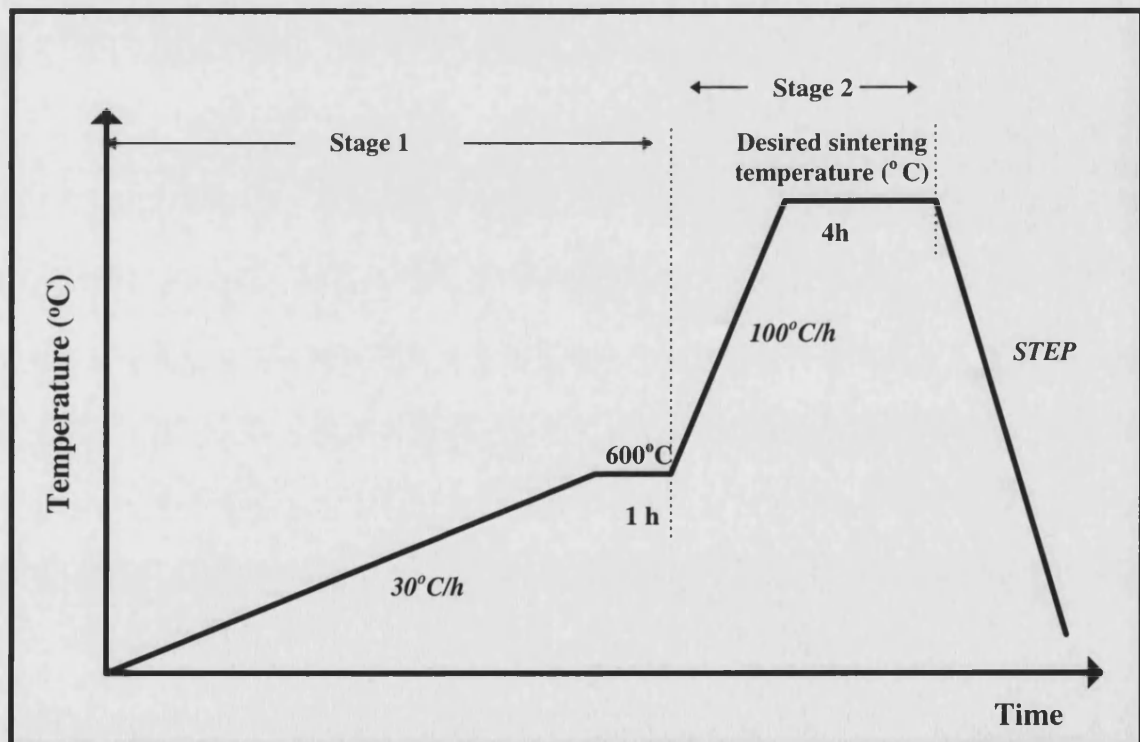 Stage 2
Stage 1
Desired sintering
temperature (°C)
4h
Temperature (°C)
100°C/h
STEP
600°C
1 h
30°C/h
Time